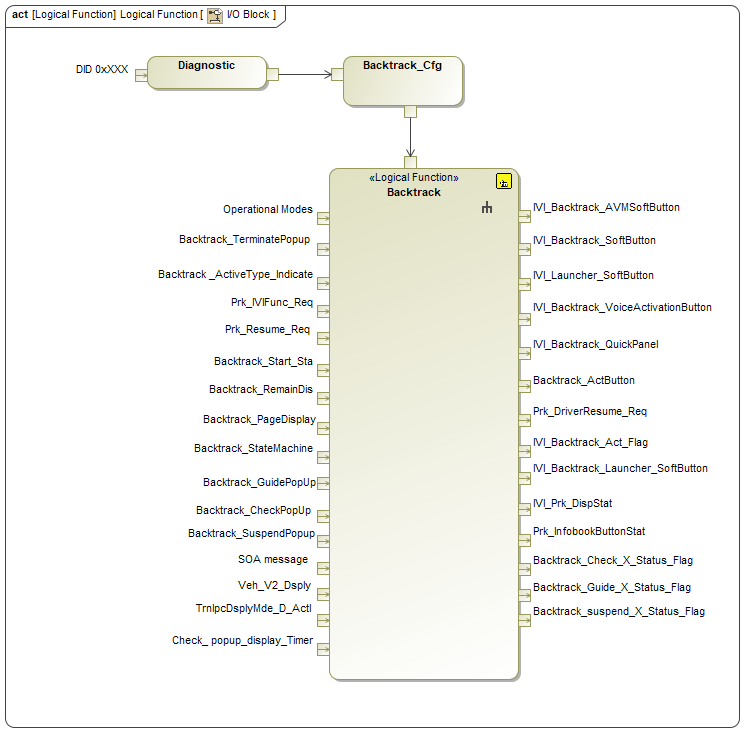 act [Logical Function] Logical Function [ I/O Block ]
DID 0xXXX
Diagnostic
Backtrack_Cfg
«Logical Function»
Backtrack
Operational Modes
Backtrack_TerminatePopup
Backtrack _ActiveType_Indicate
Prk_IVIFunc_Req
Prk_Resume_Req
Backtrack_Start_Sta
Backtrack_RemainDis
Backtrack_PageDisplay
Backtrack_StateMachine
Backtrack_GuidePopUp
Backtrack_CheckPopUp
Backtrack_SuspendPopup
SOA message
Veh_V2_Dsply
TrnIpcDsplyMde_D_Actl
Check_ popup_display_Timer
IVI_Backtrack_AVMSoftButton
IVI_Backtrack_SoftButton
IVI_Launcher_SoftButton
IVI_Backtrack_VoiceActivationButton
IVI_Backtrack_QuickPanel
Backtrack_ActButton
Prk_DriverResume_Req
IVI_Backtrack_Act_Flag
IVI_Backtrack_Launcher_SoftButton
IVI_Prk_DispStat
Prk_InfobookButtonStat
Backtrack_Check_X_Status_Flag
Backtrack_Guide_X_Status_Flag
Backtrack_suspend_X_Status_Flag